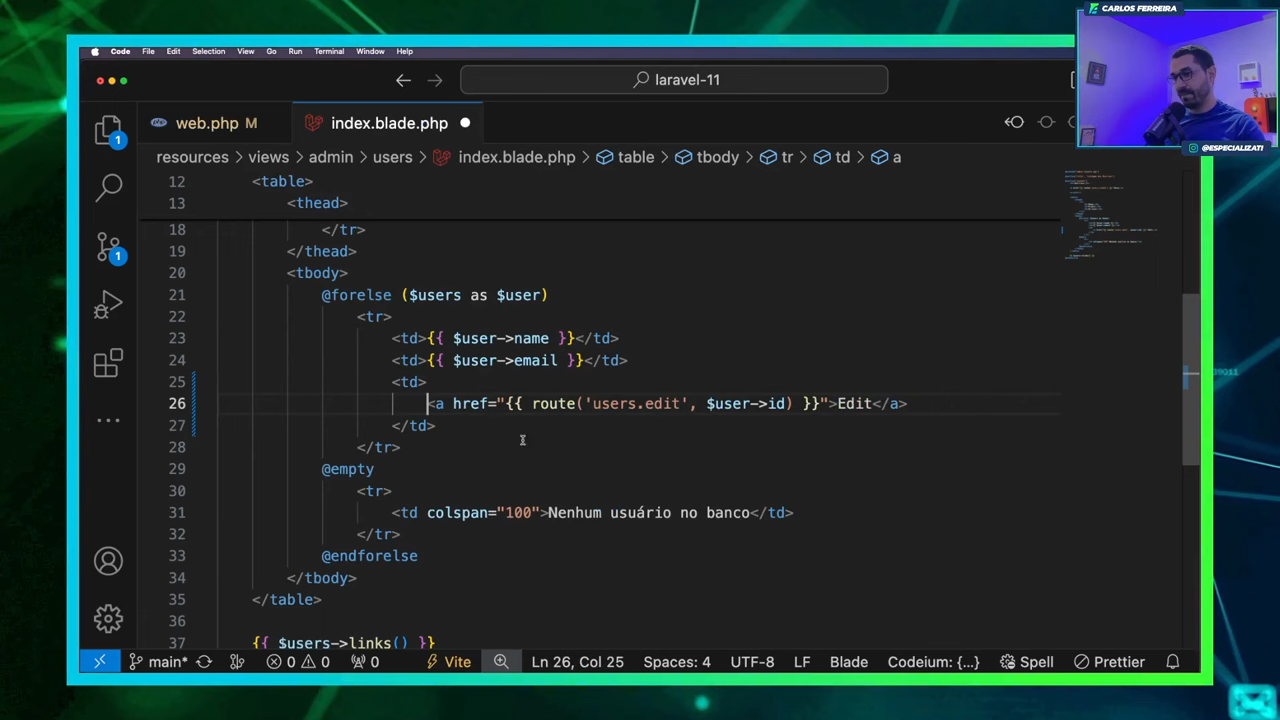 CARLOS FERREIRA
Code File Edit Selection View Go Run Terminal Window Help
laravel-11
web.php M
index.blade.php
resources > views > admin > users > index.blade.php > table > tbody > tr > td > a
12 <table>
13 <thead>
@ESPECIALIZATI
18 </tr>
19 </thead>
20 <tbody>
21 @forelse ($users as $user)
22 <tr>
23 <td>{{ $user->name }}</td>
24 <td>{{ $user->email }}</td>
25 <td>
26 <a href="{{ route('users.edit', $user->id) }}">Edit</a>
27 </td>
28 </tr>
29 @empty
30 <tr>
31 <td colspan="100">Nenhum usuário no banco</td>
32 </tr>
33 @endforelse
34 </tbody>
35 </table>
36
37 {{ $users->links() }}
1
1
39011
main* 0 0 0 Vite Ln 26, Col 25 Spaces: 4 UTF-8 LF Blade Codeium: {...} Spell Prettier